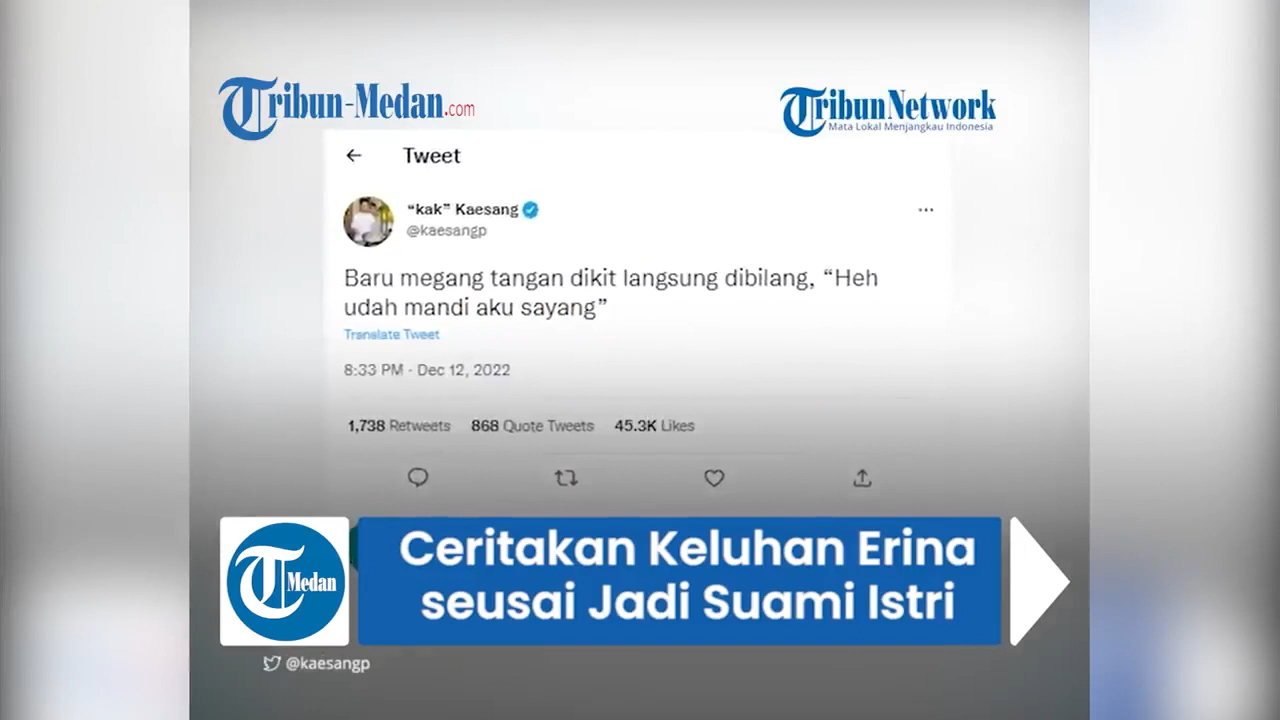 Tribun-Medan.com
TribunNetwork
Mata Lokal Menjangkau Indonesia
Tweet
“kak” Kaesang
@kaesangp
Baru megang tangan dikit langsung dibilang, “Heh
udah mandi aku sayang”
Translate Tweet
8:33 PM · Dec 12, 2022
1,738 Retweets 868 Quote Tweets 45.3K Likes
T Medan
Ceritakan Keluhan Erina
seusai Jadi Suami Istri
@kaesangp